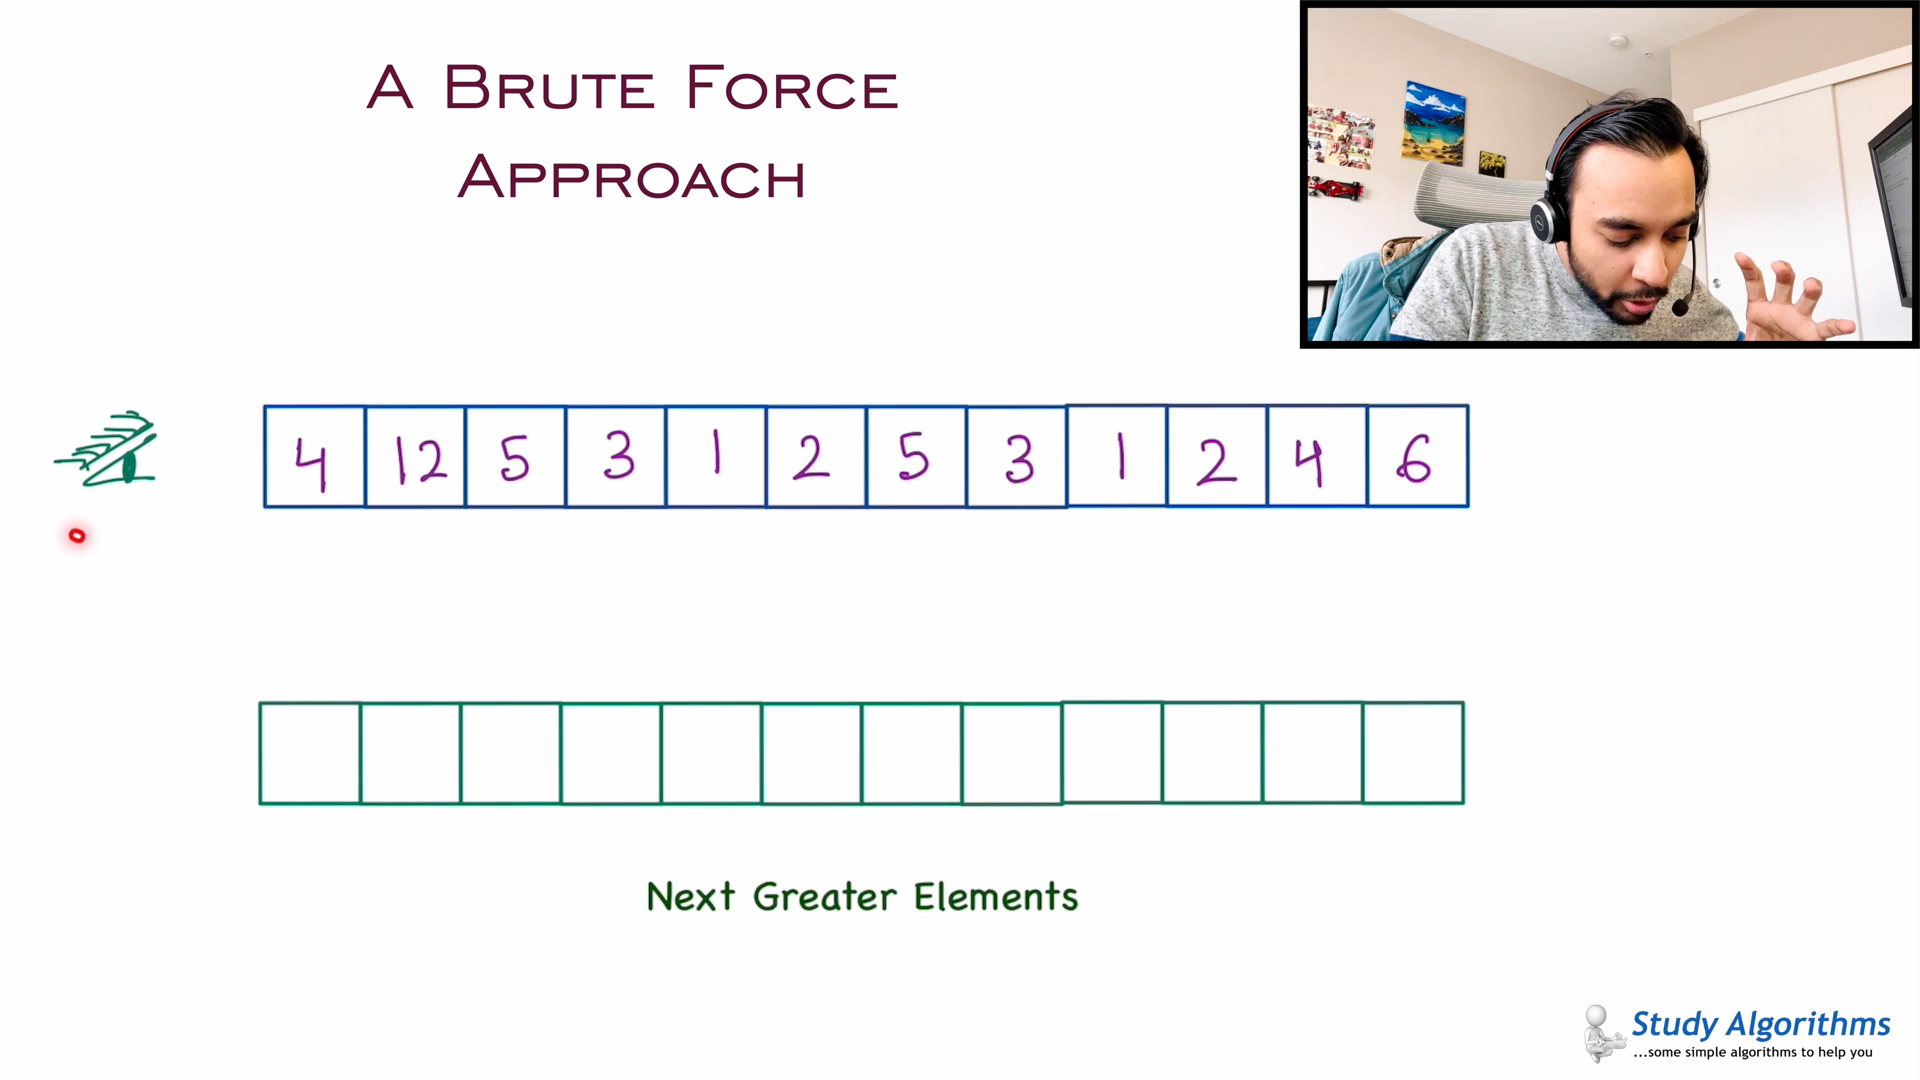 A BRUTE FORCE
APPROACH
4 12 5 3 1 2 5 3 1 2 4 6
Next Greater Elements
Study Algorithms
...some simple algorithms to help you